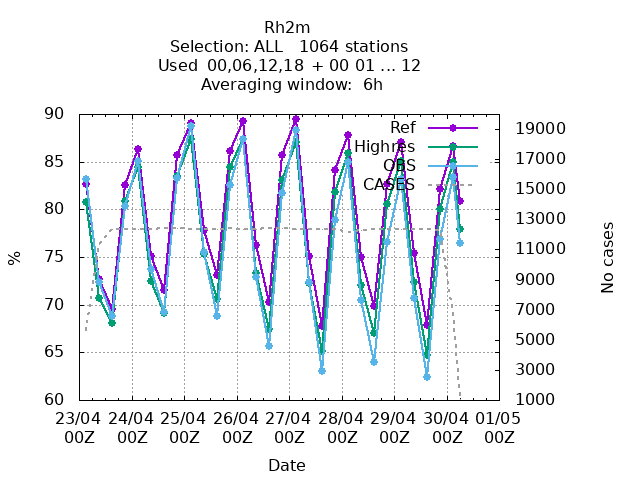 Rh2m
Selection: ALL   1064 stations
Used  00,06,12,18  + 00 01 ... 12
Averaging window:  6h
90
85
80
75
70
65
60
%
19000
17000
15000
13000
11000
9000
7000
5000
3000
1000
No cases
Ref
Highres
OBS
CASES
23/04 24/04 25/04 26/04 27/04 28/04 29/04 30/04 01/05
00Z 00Z 00Z 00Z 00Z 00Z 00Z 00Z 00Z
Date